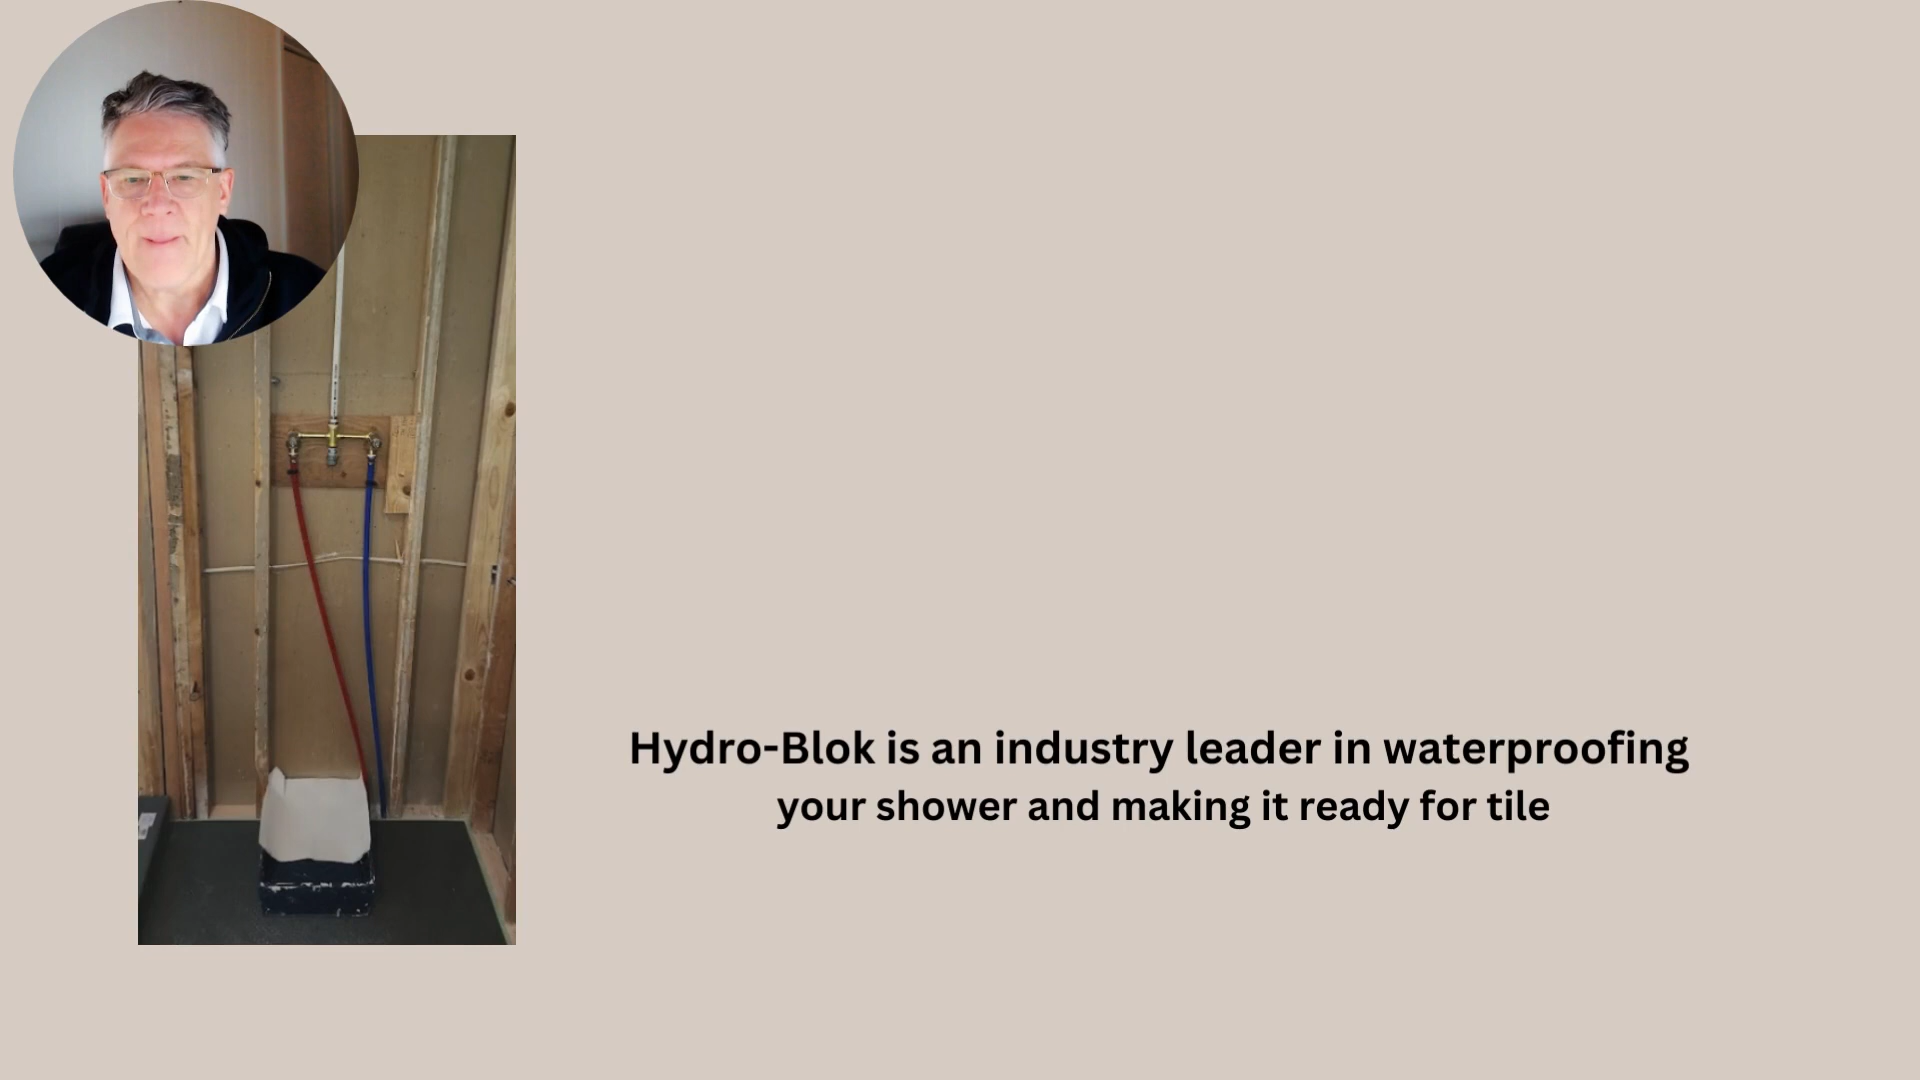 Hydro-Blok is an industry leader in waterproofing
your shower and making it ready for tile